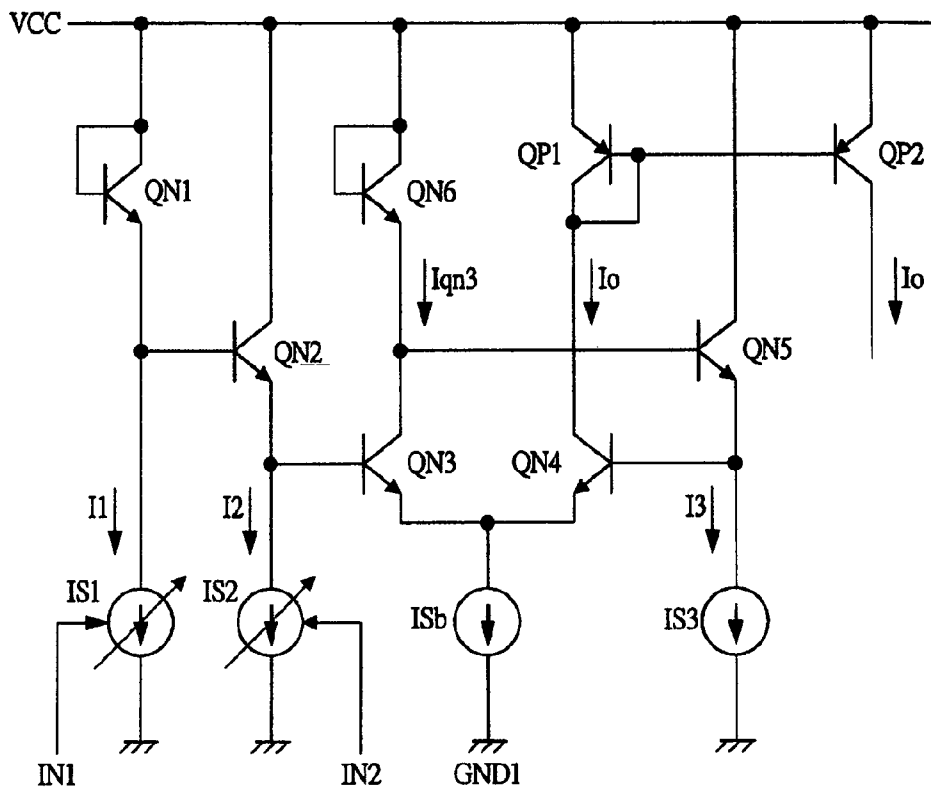 VCC
QN1
QN6
QP1
QP2
Iqn3
Io
Io
QN2
QN5
QN3
QN4
I1
I2
I3
IS1
IS2
ISb
IS3
IN1
IN2
GND1